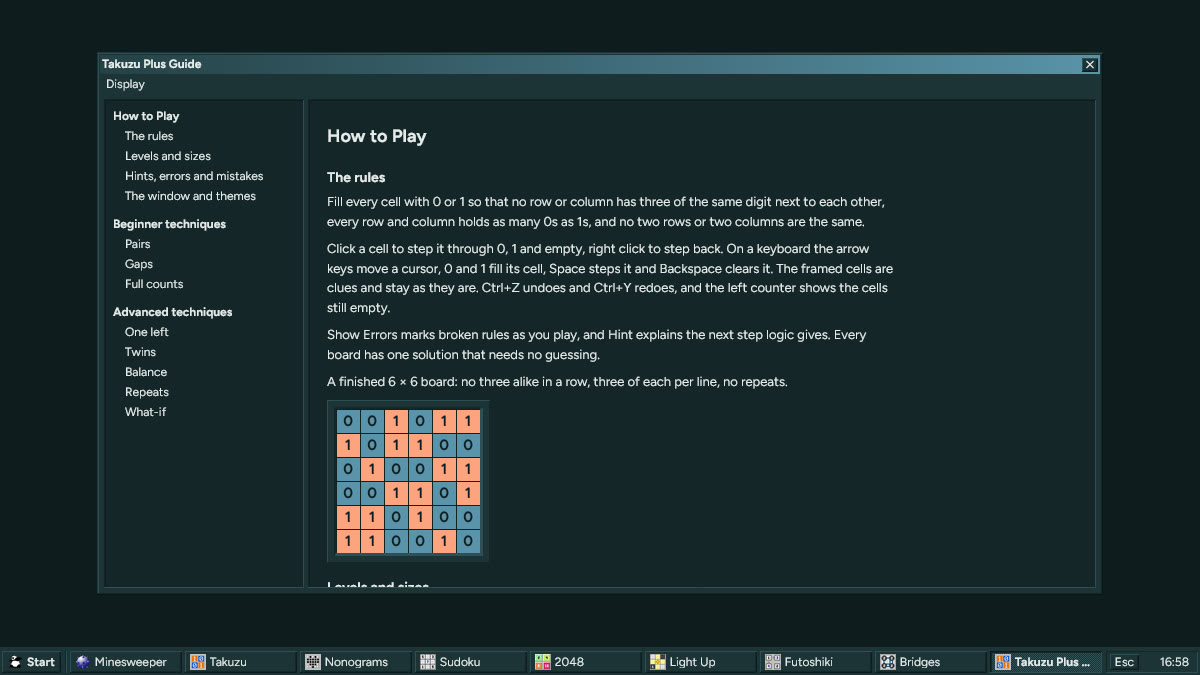 Takuzu Plus Guide
Display
How to Play
The rules
Levels and sizes
Hints, errors and mistakes
The window and themes
Beginner techniques
Pairs
Gaps
Full counts
Advanced techniques
One left
Twins
Balance
Repeats
What-if
How to Play
The rules
Fill every cell with 0 or 1 so that no row or column has three of the same digit next to each other,
every row and column holds as many 0s as 1s, and no two rows or two columns are the same.
Click a cell to step it through 0, 1 and empty, right click to step back. On a keyboard the arrow
keys move a cursor, 0 and 1 fill its cell, Space steps it and Backspace clears it. The framed cells are
clues and stay as they are. Ctrl+Z undoes and Ctrl+Y redoes, and the left counter shows the cells
still empty.
Show Errors marks broken rules as you play, and Hint explains the next step logic gives. Every
board has one solution that needs no guessing.
A finished 6 × 6 board: no three alike in a row, three of each per line, no repeats.
0 0 1 0 1 1
1 0 1 1 0 0
0 1 0 0 1 1
0 0 1 1 0 1
1 1 0 1 0 0
1 1 0 0 1 0
Levels and sizes
Start Minesweeper Takuzu Nonograms Sudoku 2048 Light Up Futoshiki Bridges Takuzu Plus ... Esc 16:58